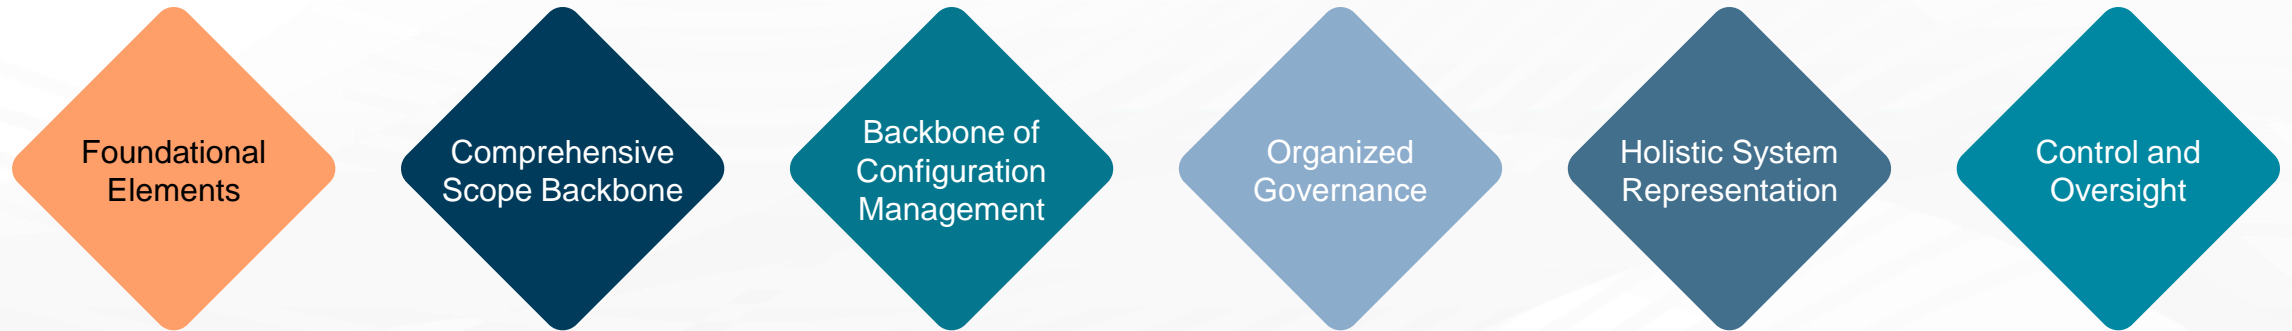 Foundational
Elements
Comprehensive
Scope Backbone
Backbone of
Configuration
Management
Organized
Governance
Holistic System
Representation
Control and
Oversight